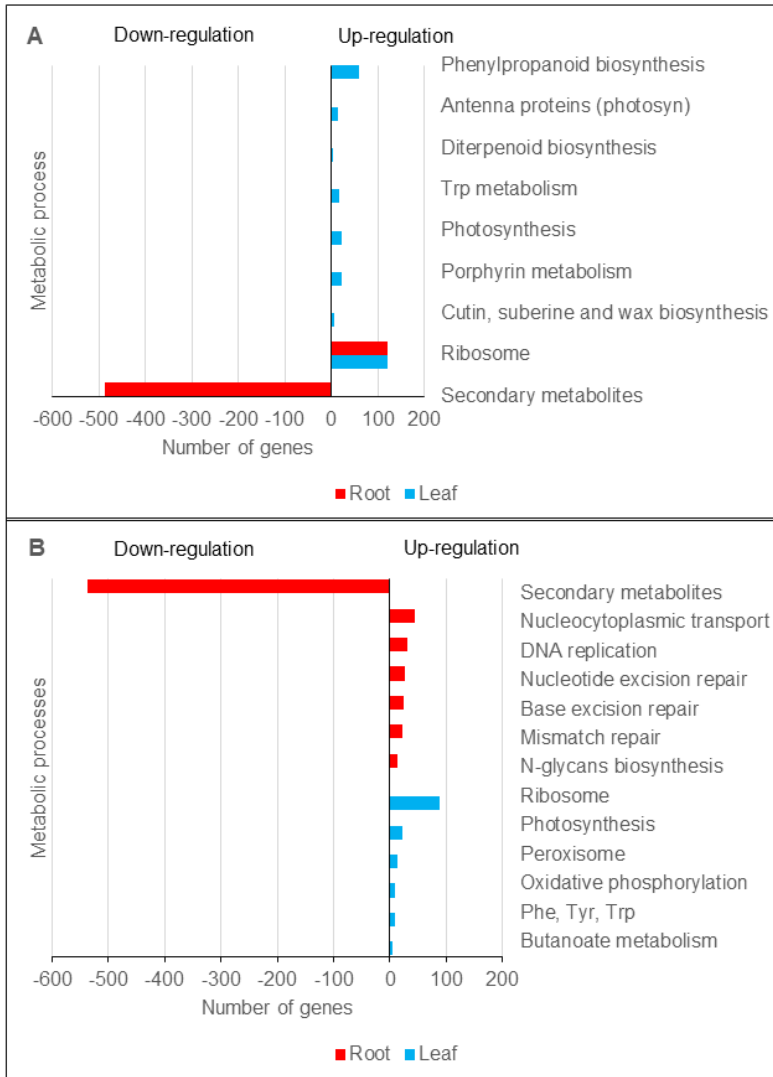 A
Down-regulation
Up-regulation
Metabolic process
Phenylpropanoid biosynthesis
Antenna proteins (photosyn)
Diterpenoid biosynthesis
Trp metabolism
Photosynthesis
Porphyrin metabolism
Cutin, suberine and wax biosynthesis
Ribosome
Secondary metabolites
-600 -500 -400 -300 -200 -100 0 100 200
Number of genes
Root Leaf
B
Down-regulation
Up-regulation
Metabolic processes
Secondary metabolites
Nucleocytoplasmic transport
DNA replication
Nucleotide excision repair
Base excision repair
Mismatch repair
N-glycans biosynthesis
Ribosome
Photosynthesis
Peroxisome
Oxidative phosphorylation
Phe, Tyr, Trp
Butanoate metabolism
-600 -500 -400 -300 -200 -100 0 100 200
Number of genes
Root Leaf